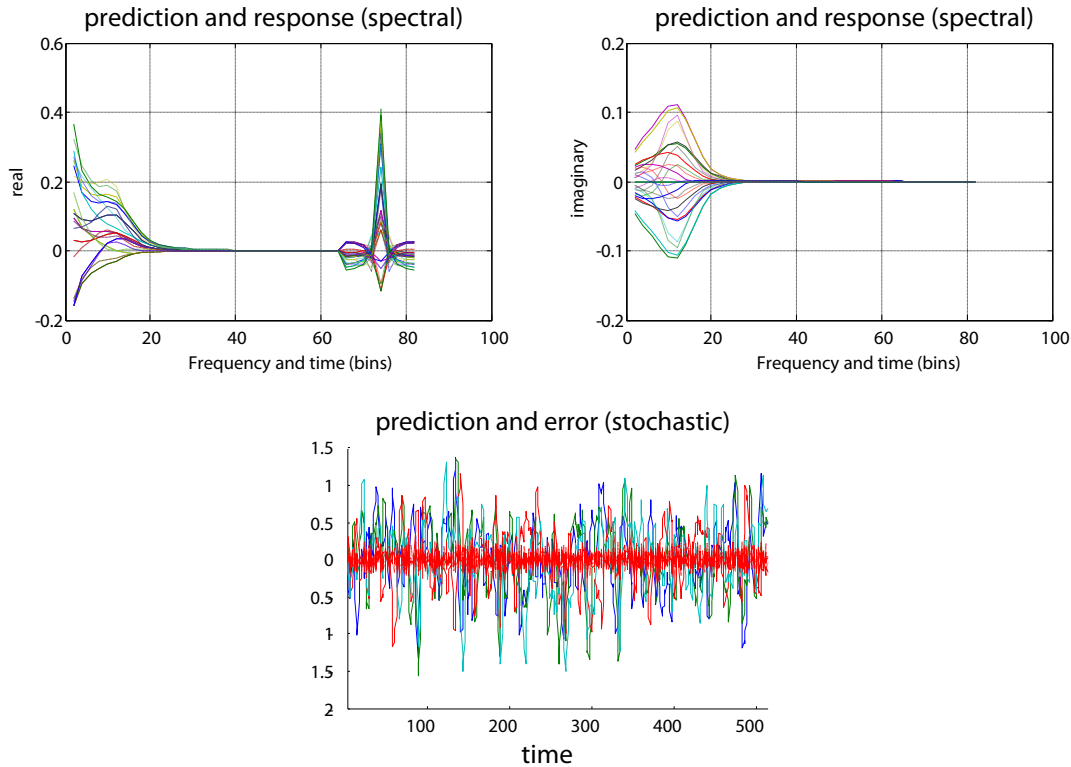 prediction and response (spectral)
0.6
0.4
0.2
0
-0.2
real
0 20 40 60 80 100
Frequency and time (bins)
prediction and response (spectral)
0.2
0.1
0
-0.1
-0.2
imaginary
0 20 40 60 80 100
Frequency and time (bins)
prediction and error (stochastic)
1.5
1
0.5
0
0.5
1
1.5
2
100 200 300 400 500
time